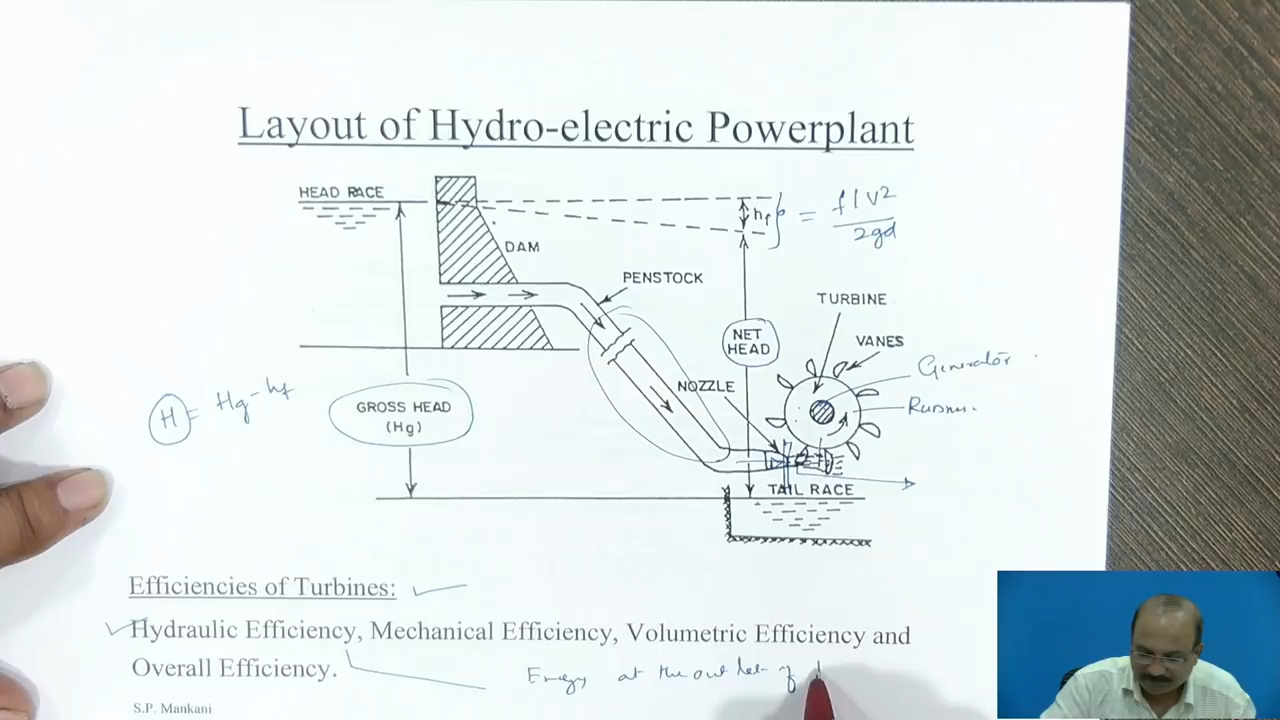 Layout of Hydro-electric Powerplant
HEAD RACE
hf
= flv²
2gd
DAM
PENSTOCK
TURBINE
NET
HEAD
VANES
Generator
NOZZLE
H = Hg-hf
GROSS HEAD
(Hg)
TAIL RACE
Efficiencies of Turbines:
Hydraulic Efficiency, Mechanical Efficiency, Volumetric Efficiency and
Overall Efficiency.
Energy at the outlet of
S.P. Mankani